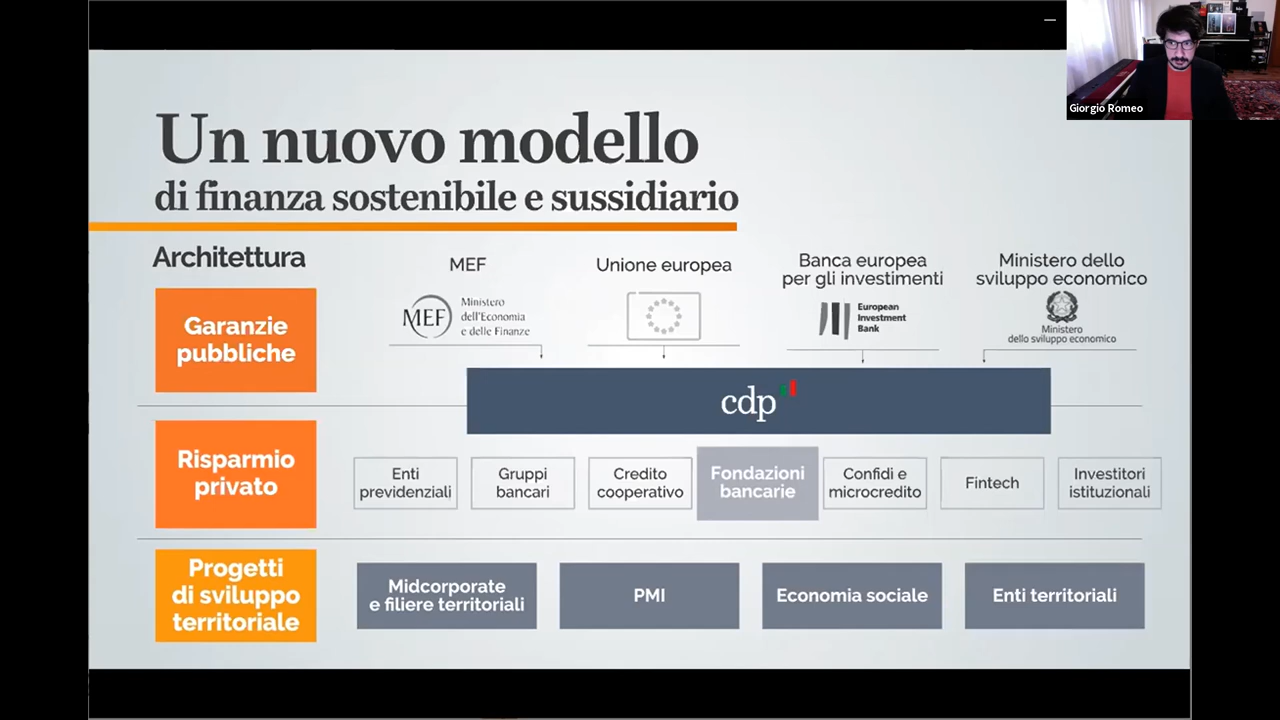 Giorgio Romeo
Un nuovo modello
di finanza sostenibile e sussidiario
Architettura
MEF
Unione europea
Banca europea
per gli investimenti
Ministero dello
sviluppo economico
Garanzie
pubbliche
MEF
Ministero
dell'Economia
e delle Finanze
European
Investment
Bank
Ministero
dello sviluppo economico
cdp
Risparmio
privato
Enti
previdenziali
Gruppi
bancari
Credito
cooperativo
Fondazioni
bancarie
Confidi e
microcredito
Fintech
Investitori
istituzionali
Progetti
di sviluppo
territoriale
Midcorporate
e filiere territoriali
PMI
Economia sociale
Enti territoriali